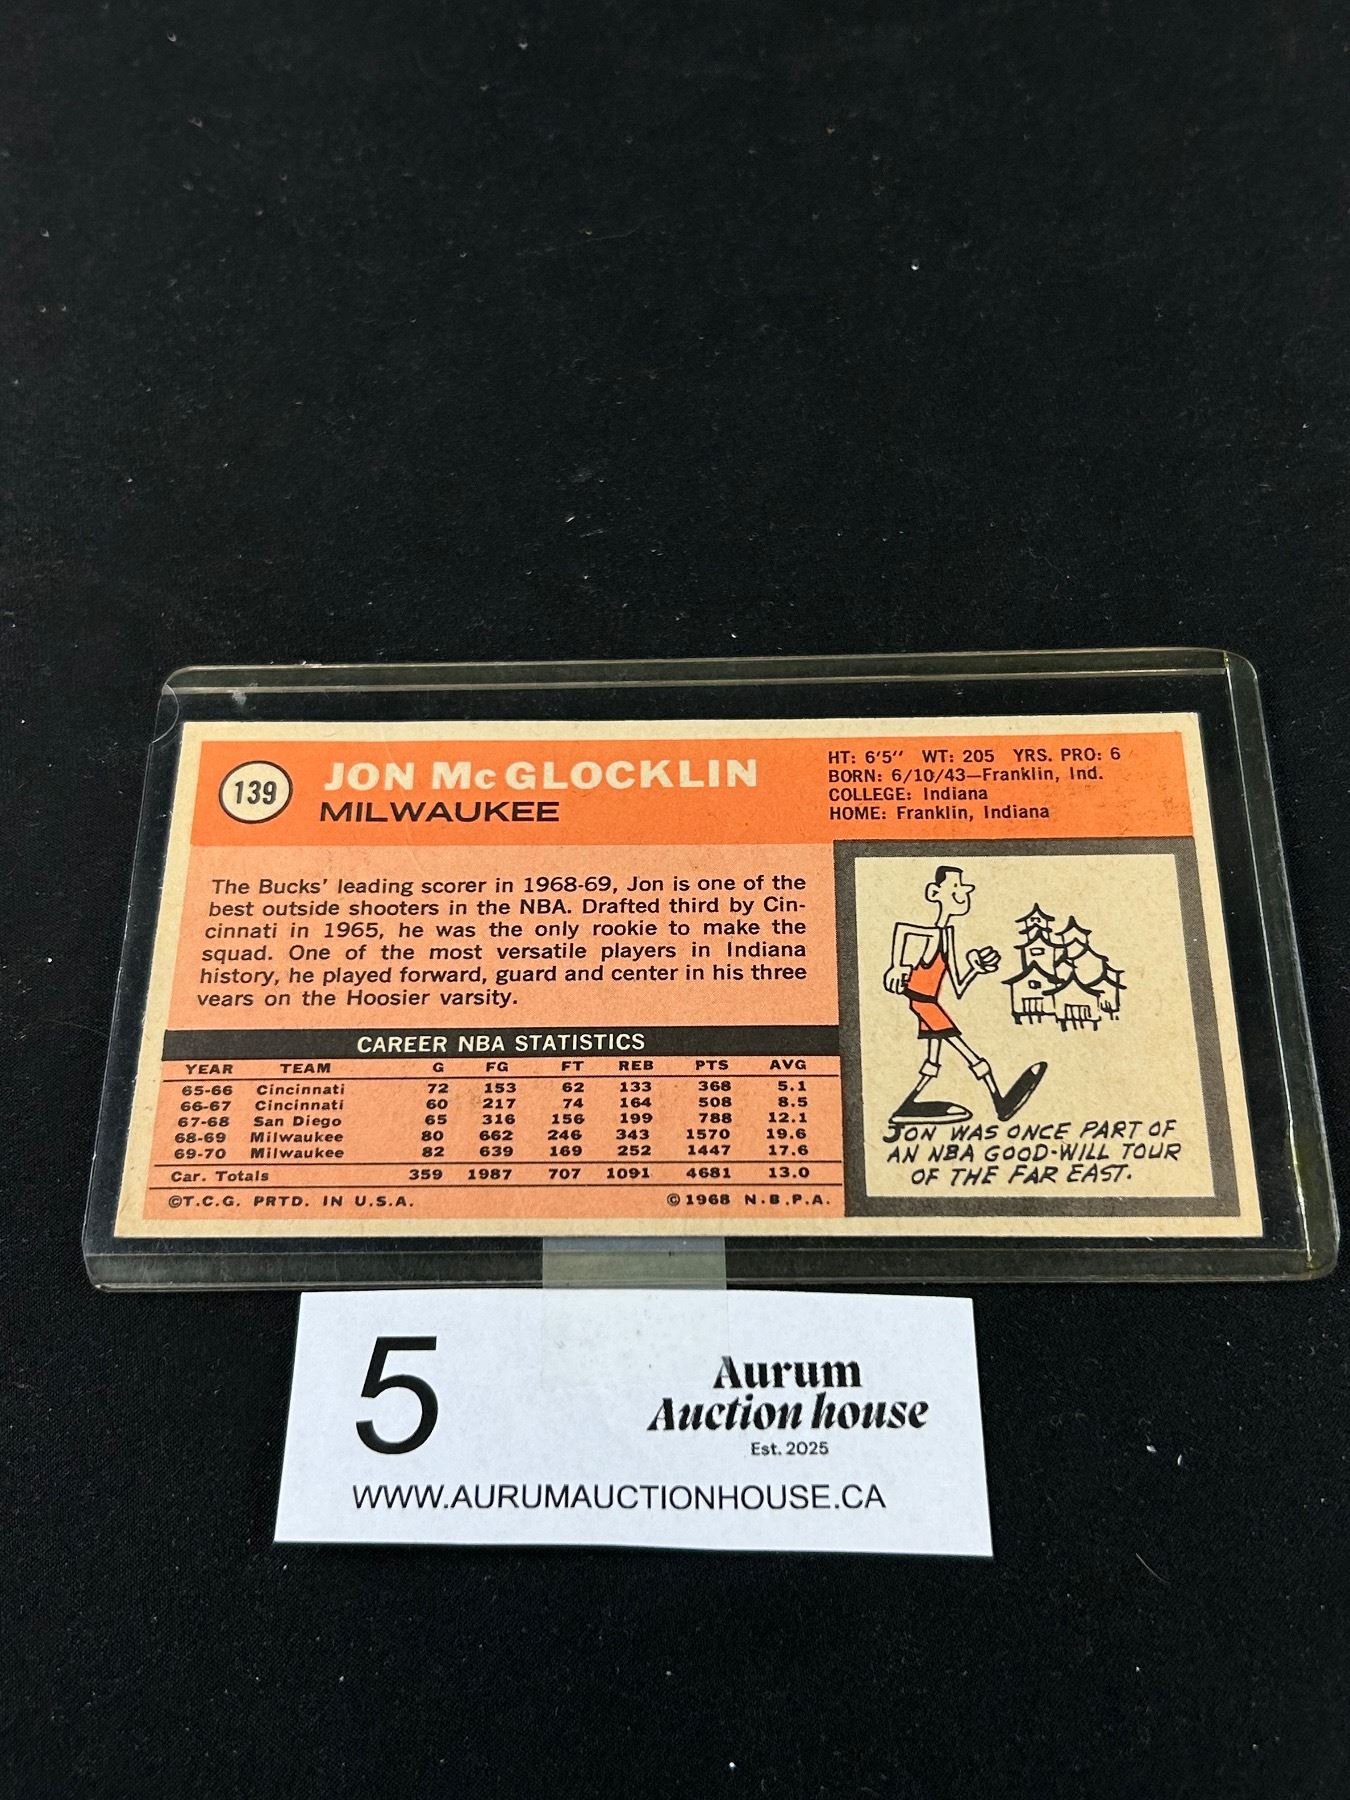 139
JON McGLOCKLIN
MILWAUKEE
HT: 6'5" WT: 205 YRS. PRO: 6
BORN: 6/10/43—Franklin, Ind.
COLLEGE: Indiana
HOME: Franklin, Indiana
The Bucks' leading scorer in 1968-69, Jon is one of the
best outside shooters in the NBA. Drafted third by Cin-
cinnati in 1965, he was the only rookie to make the
squad. One of the most versatile players in Indiana
history, he played forward, guard and center in his three
years on the Hoosier varsity.
CAREER NBA STATISTICS
YEAR TEAM G FG FT REB PTS AVG
65-66 Cincinnati 72 153 62 133 368 5.1
66-67 Cincinnati 60 217 74 164 508 8.5
67-68 San Diego 65 316 156 199 788 12.1
68-69 Milwaukee 80 662 246 343 1570 19.6
69-70 Milwaukee 82 639 169 252 1447 17.6
Car. Totals 359 1987 707 1091 4681 13.0
©T.C.G. PRTD. IN U.S.A. ©1968 N.B.P.A.
JON WAS ONCE PART OF
AN NBA GOOD-WILL TOUR
OF THE FAR EAST.
5
Aurum
Auction house
Est. 2025
WWW.AURUMAUCTIONHOUSE.CA